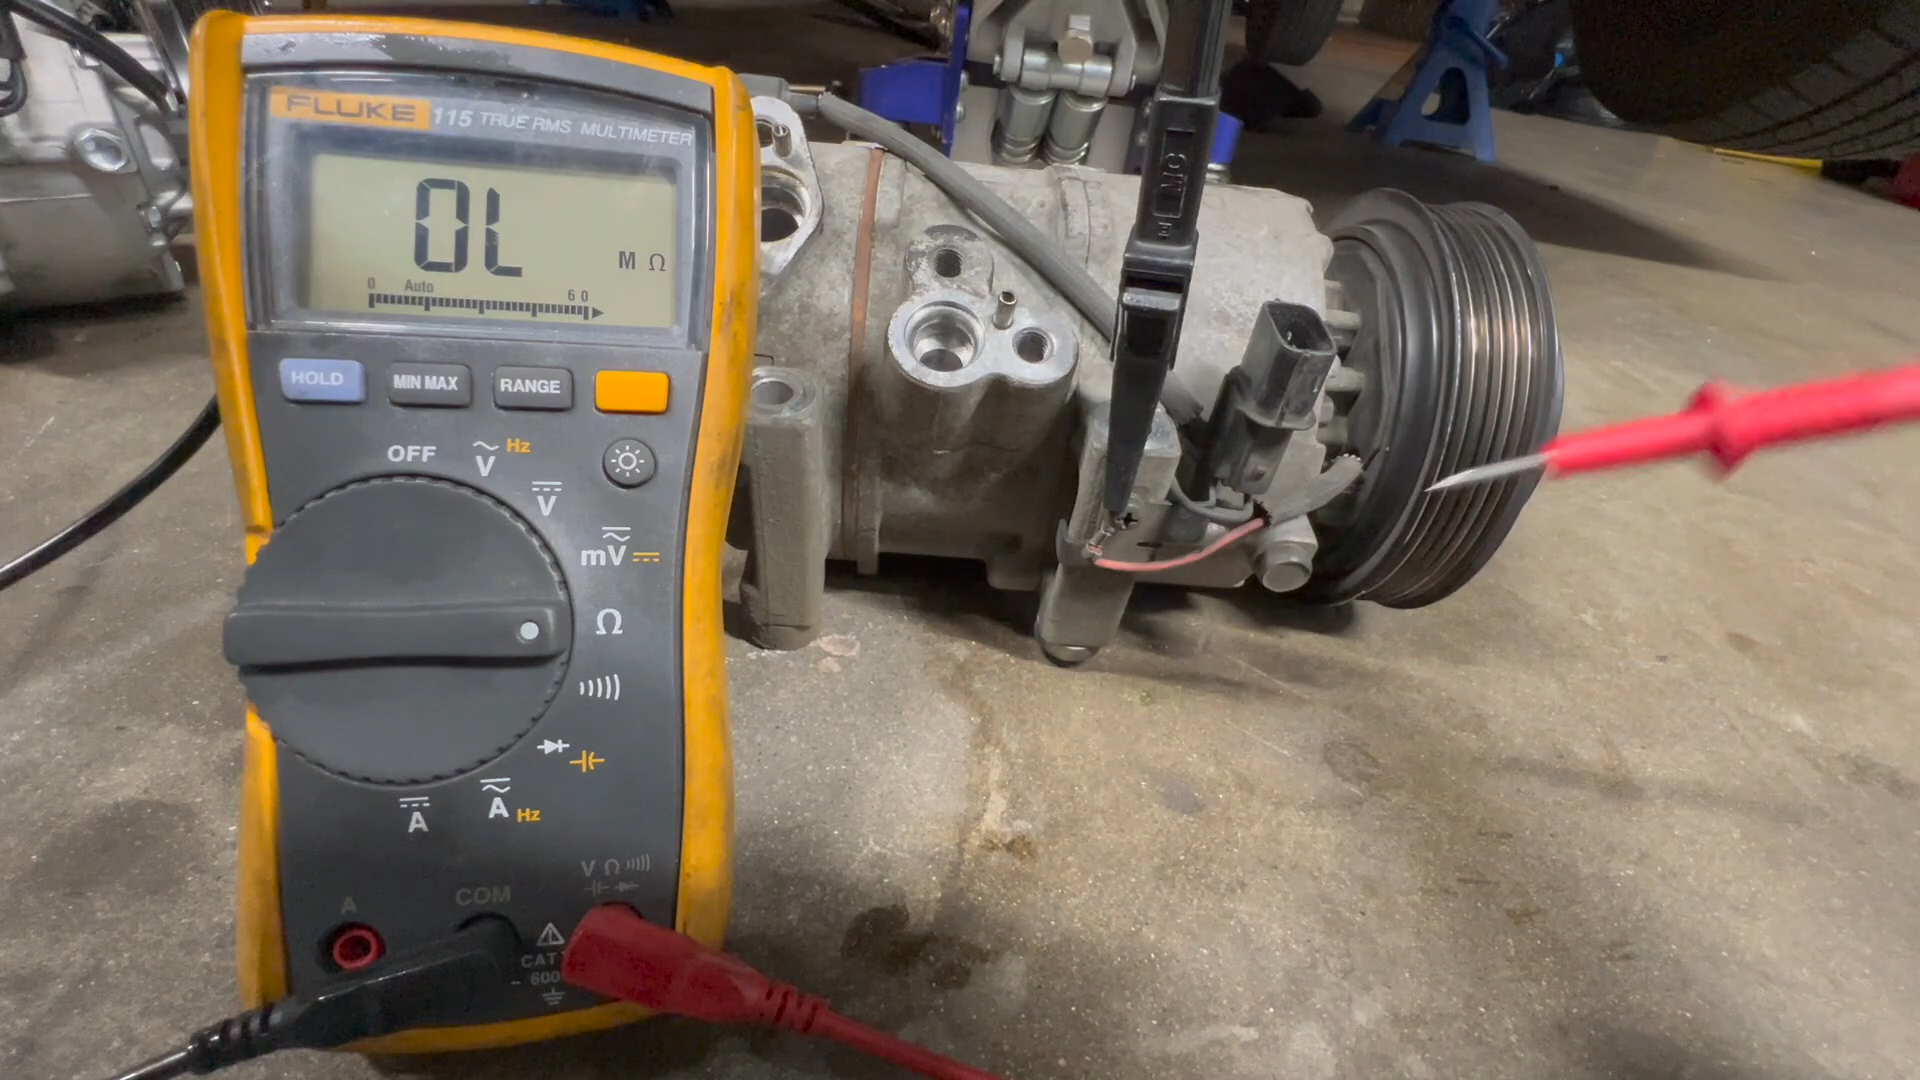 FLUKE 115 TRUE RMS MULTIMETER
OL
M Ω
0 Auto 60
HOLD MIN MAX RANGE
OFF
V Hz
V
mV
Ω
A Hz
A
V Ω
A COM
CAT
600